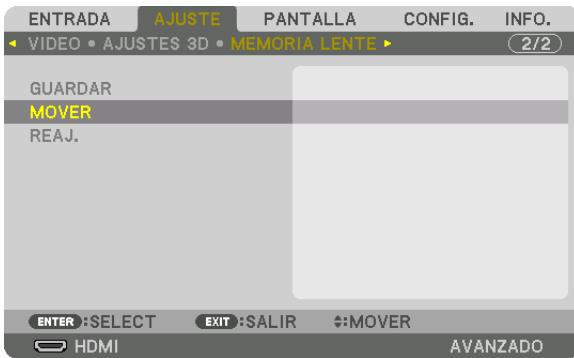 ENTRADA AJUSTE PANTALLA CONFIG. INFO.
VIDEO • AJUSTES 3D • MEMORIA LENTE 2/2
GUARDAR
MOVER
REAJ.
ENTER :SELECT EXIT :SALIR :MOVER
HDMI AVANZADO